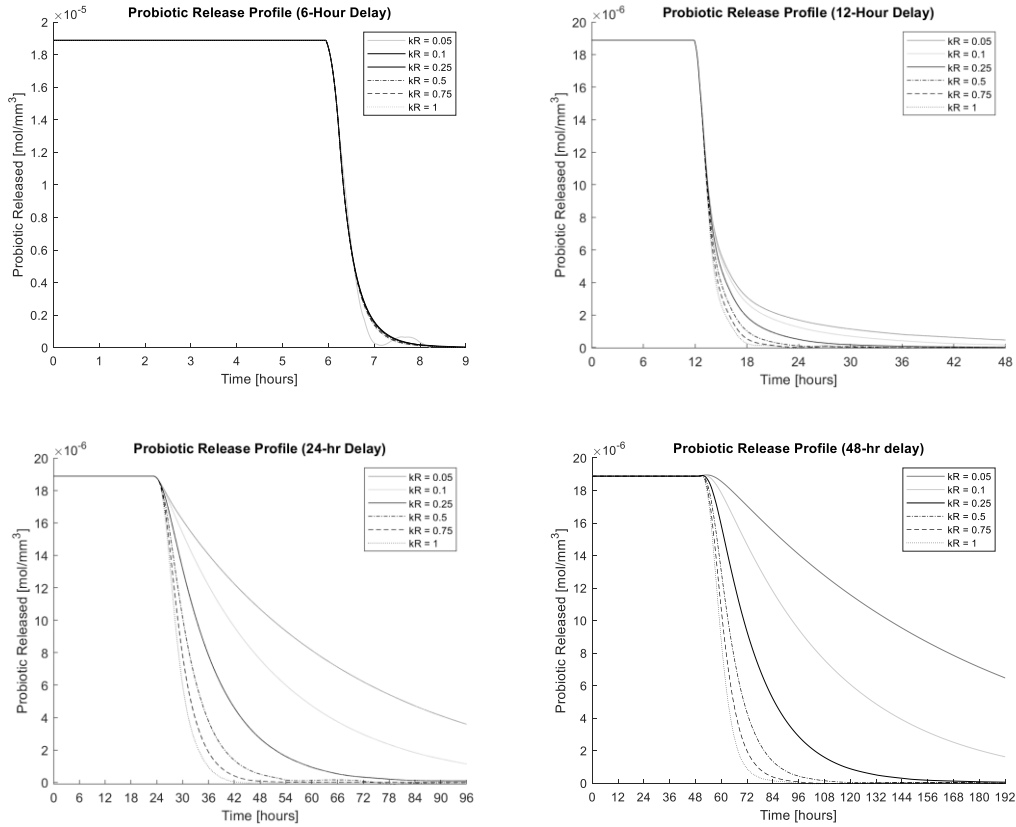 Probiotic Release Profile (6-Hour Delay)
×10⁻⁵
2
1.8
1.6
1.4
1.2
1
0.8
0.6
0.4
0.2
0
Probiotic Released [mol/mm³]
kR = 0.05
kR = 0.1
kR = 0.25
kR = 0.5
kR = 0.75
kR = 1
0 1 2 3 4 5 6 7 8 9
Time [hours]
Probiotic Release Profile (12-Hour Delay)
×10⁻⁶
20
18
16
14
12
10
8
6
4
2
0
Probiotic Released [mol/mm³]
kR = 0.05
kR = 0.1
kR = 0.25
kR = 0.5
kR = 0.75
kR = 1
0 6 12 18 24 30 36 42 48
Time [hours]
Probiotic Release Profile (24-hr Delay)
×10⁻⁶
20
18
16
14
12
10
8
6
4
2
0
Probiotic Released [mol/mm³]
kR = 0.05
kR = 0.1
kR = 0.25
kR = 0.5
kR = 0.75
kR = 1
0 6 12 18 24 30 36 42 48 54 60 66 72 78 84 90 96
Time [hours]
Probiotic Release Profile (48-hr delay)
×10⁻⁶
20
18
16
14
12
10
8
6
4
2
0
Probiotic Released [mol/mm³]
kR = 0.05
kR = 0.1
kR = 0.25
kR = 0.5
kR = 0.75
kR = 1
0 12 24 36 48 60 72 84 96 108 120 132 144 156 168 180 192
Time [hours]